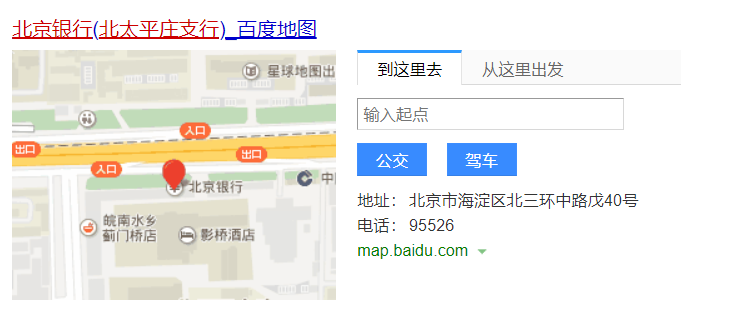 北京银行(北太平庄支行)_百度地图
星球地图出
入口
出口
出口
入口
北京银行
中
皖南水乡
蓟门桥店
影桥酒店
到这里去
从这里出发
输入起点
公交
驾车
地址： 北京市海淀区北三环中路戊40号
电话： 95526
map.baidu.com